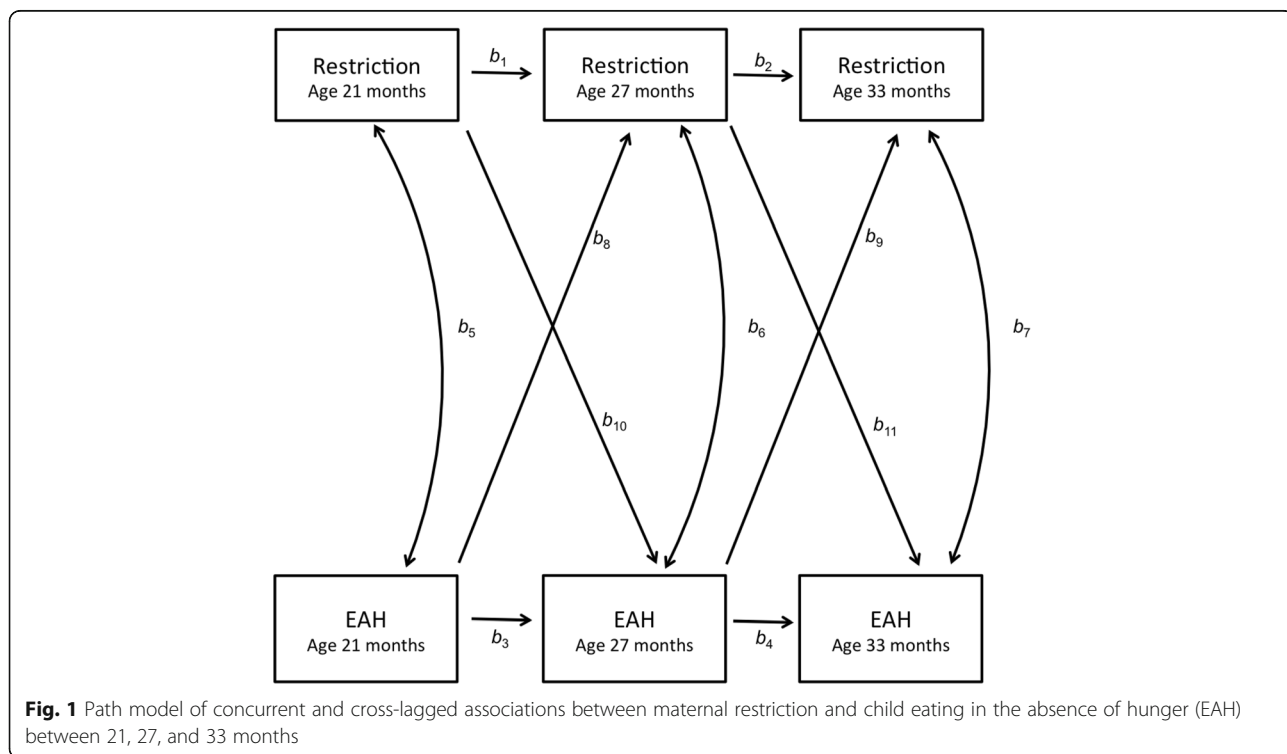 Restriction
Age 21 months
b1
Restriction
Age 27 months
b2
Restriction
Age 33 months
b8
b9
b5
b6
b7
b10
b11
EAH
Age 21 months
b3
EAH
Age 27 months
b4
EAH
Age 33 months
Fig. 1 Path model of concurrent and cross-lagged associations between maternal restriction and child eating in the absence of hunger (EAH)
between 21, 27, and 33 months